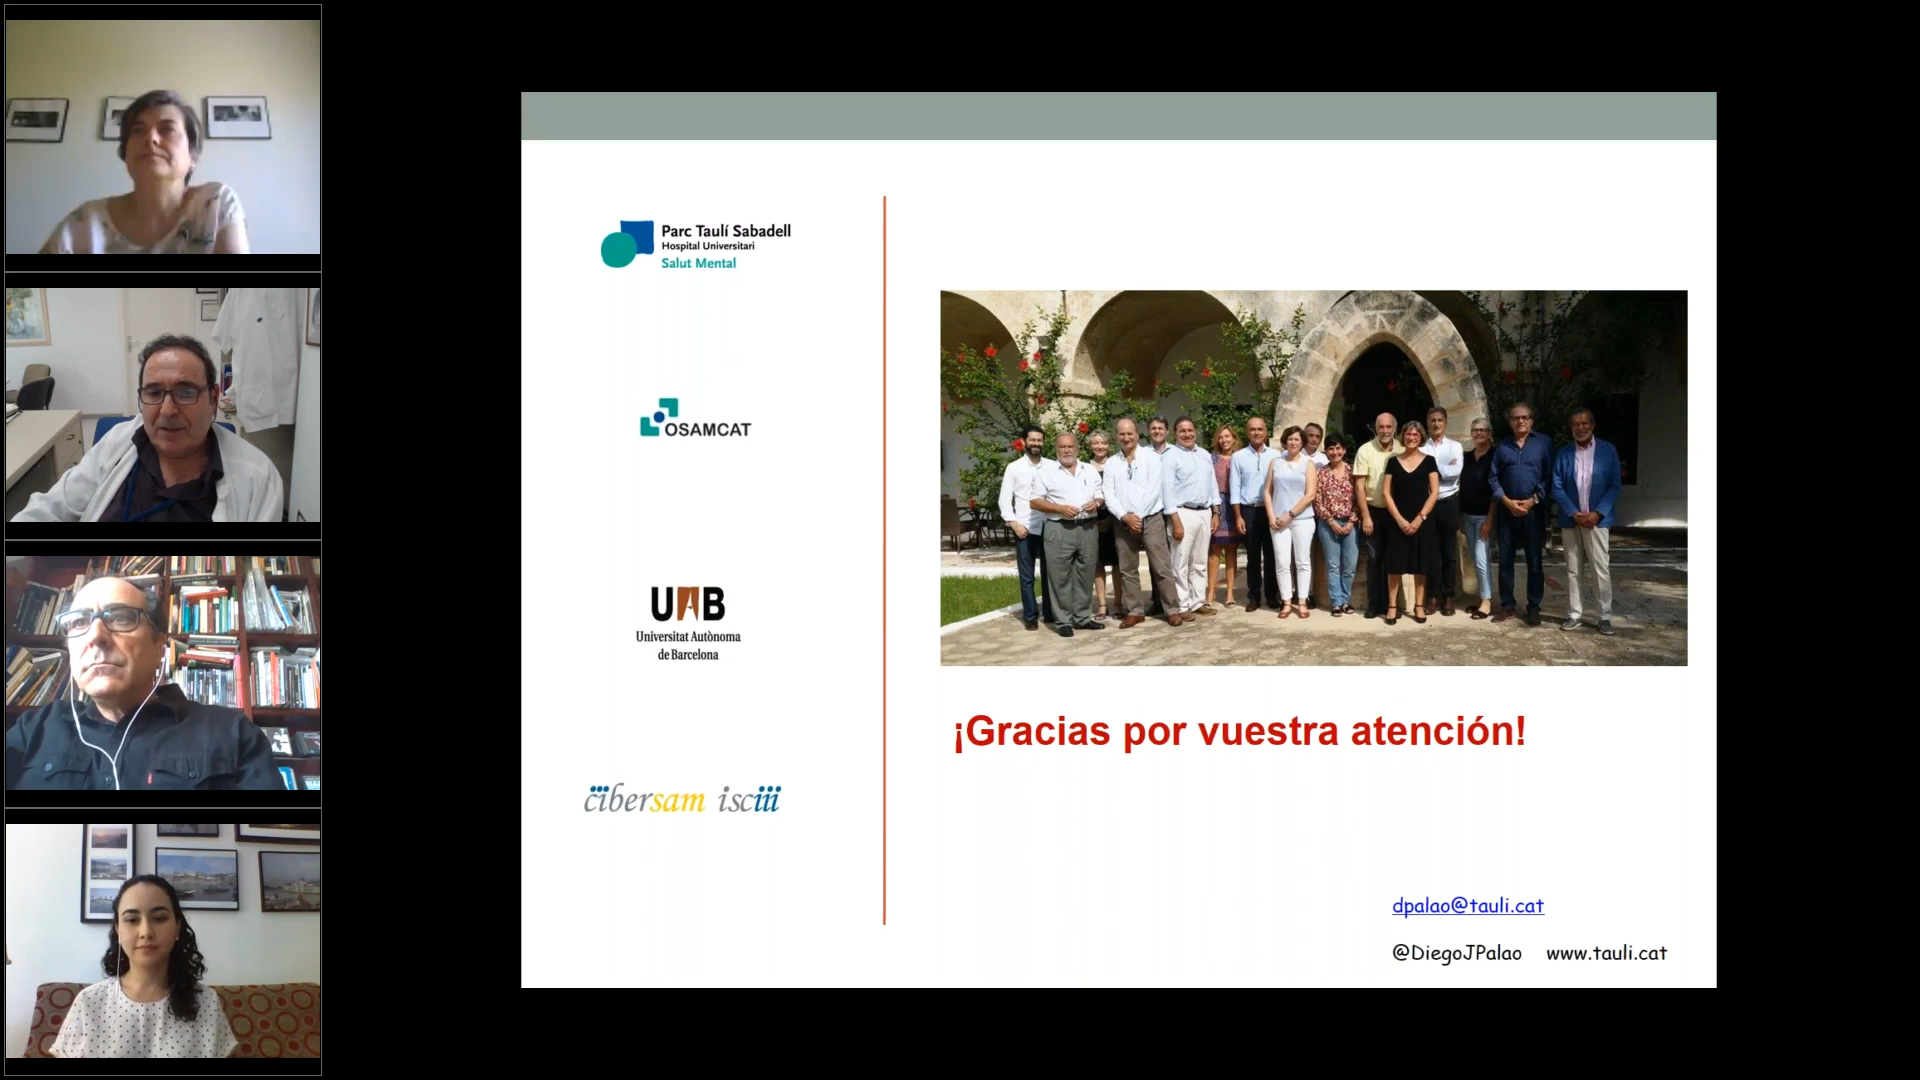 Parc Taulí Sabadell
Hospital Universitari
Salut Mental
OSAMCAT
UAB
Universitat Autònoma
de Barcelona
cibersam isciii
¡Gracias por vuestra atención!
dpalao@tauli.cat
@DiegoJPalao www.tauli.cat